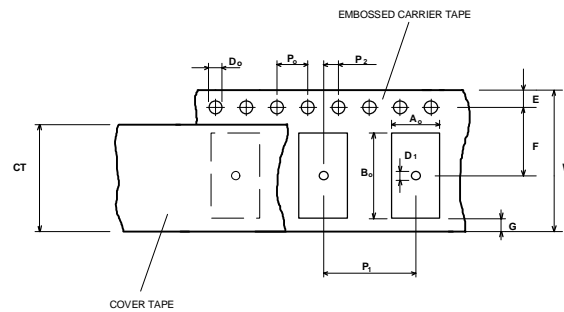 EMBOSSED CARRIER TAPE
Do Po P2
E
Ao
CT D1 F
Bo
G
P1
COVER TAPE